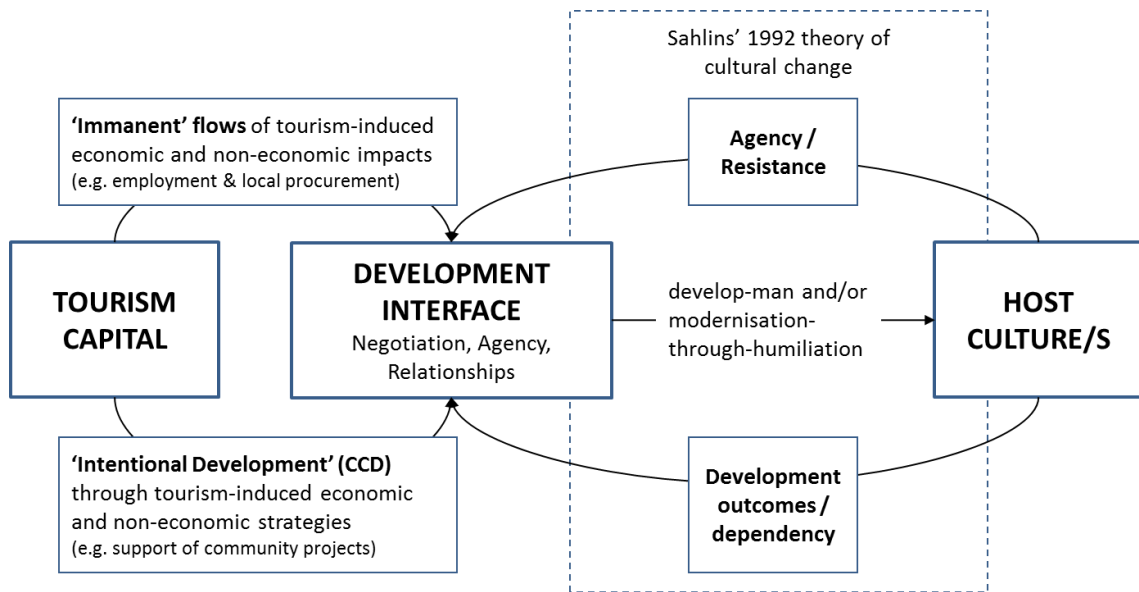 Sahlins’ 1992 theory of
cultural change
‘Immanent’ flows of tourism-induced
economic and non-economic impacts
(e.g. employment & local procurement)
Agency /
Resistance
TOURISM
CAPITAL
DEVELOPMENT
INTERFACE
Negotiation, Agency,
Relationships
develop-man and/or
modernisation-
through-humiliation
HOST
CULTURE/S
‘Intentional Development’ (CCD)
through tourism-induced economic
and non-economic strategies
(e.g. support of community projects)
Development
outcomes /
dependency